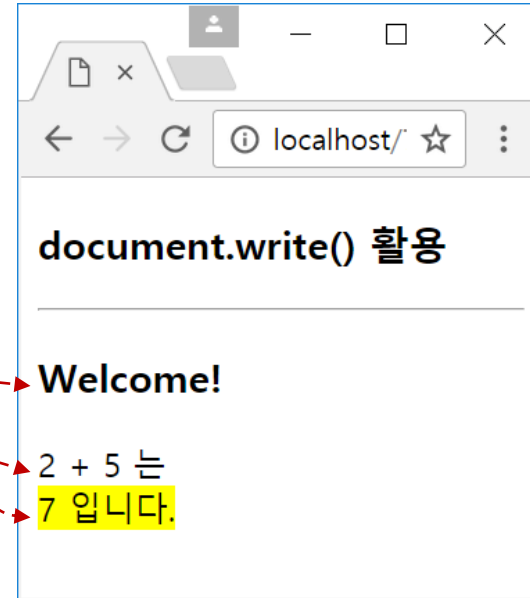 localhost/
document.write() 활용
Welcome!
2 + 5 는
7 입니다.